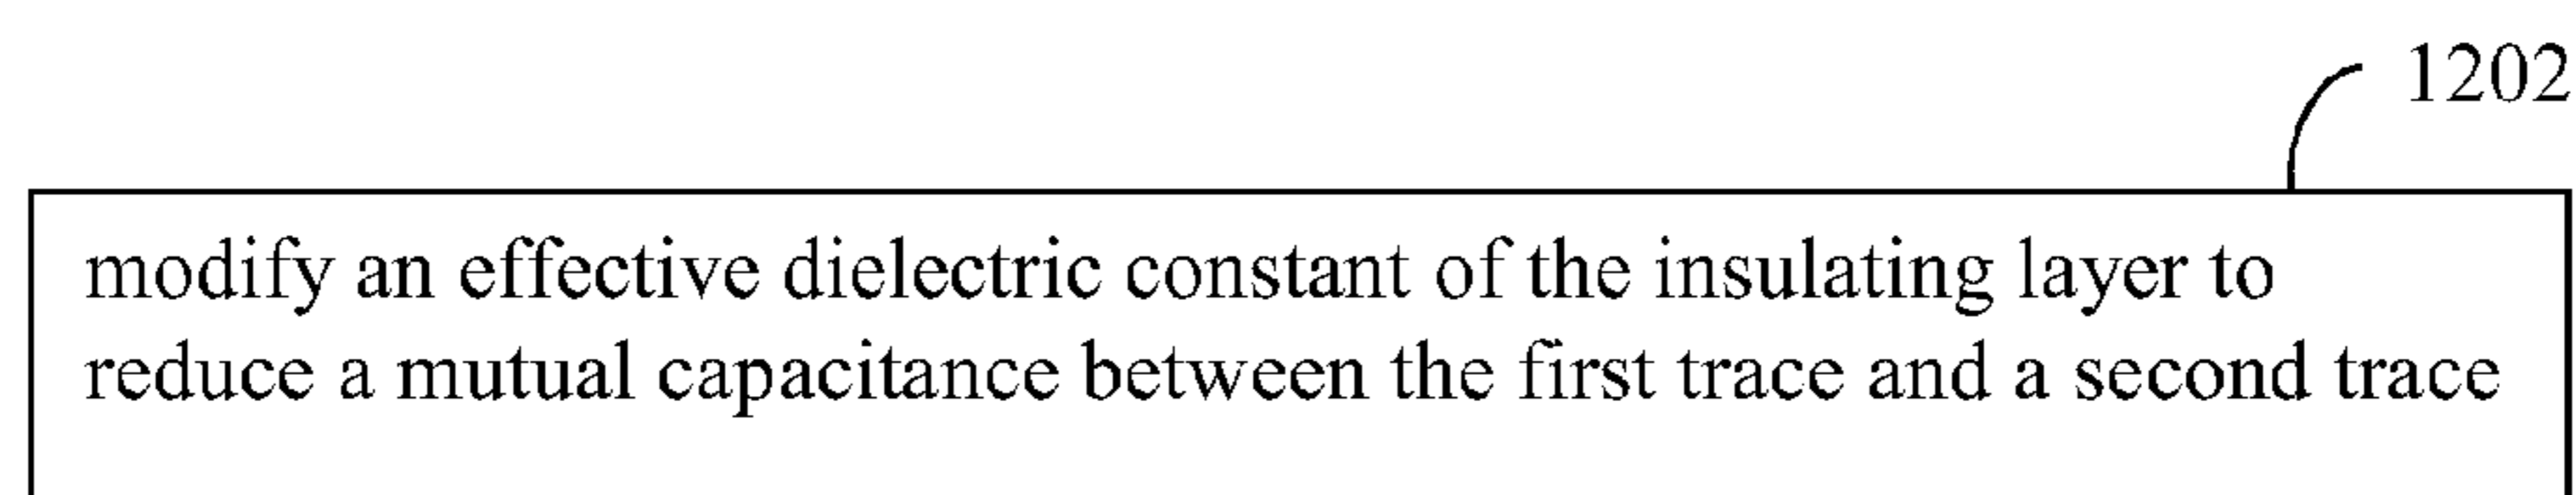 1202
modify an effective dielectric constant of the insulating layer to
reduce a mutual capacitance between the first trace and a second trace